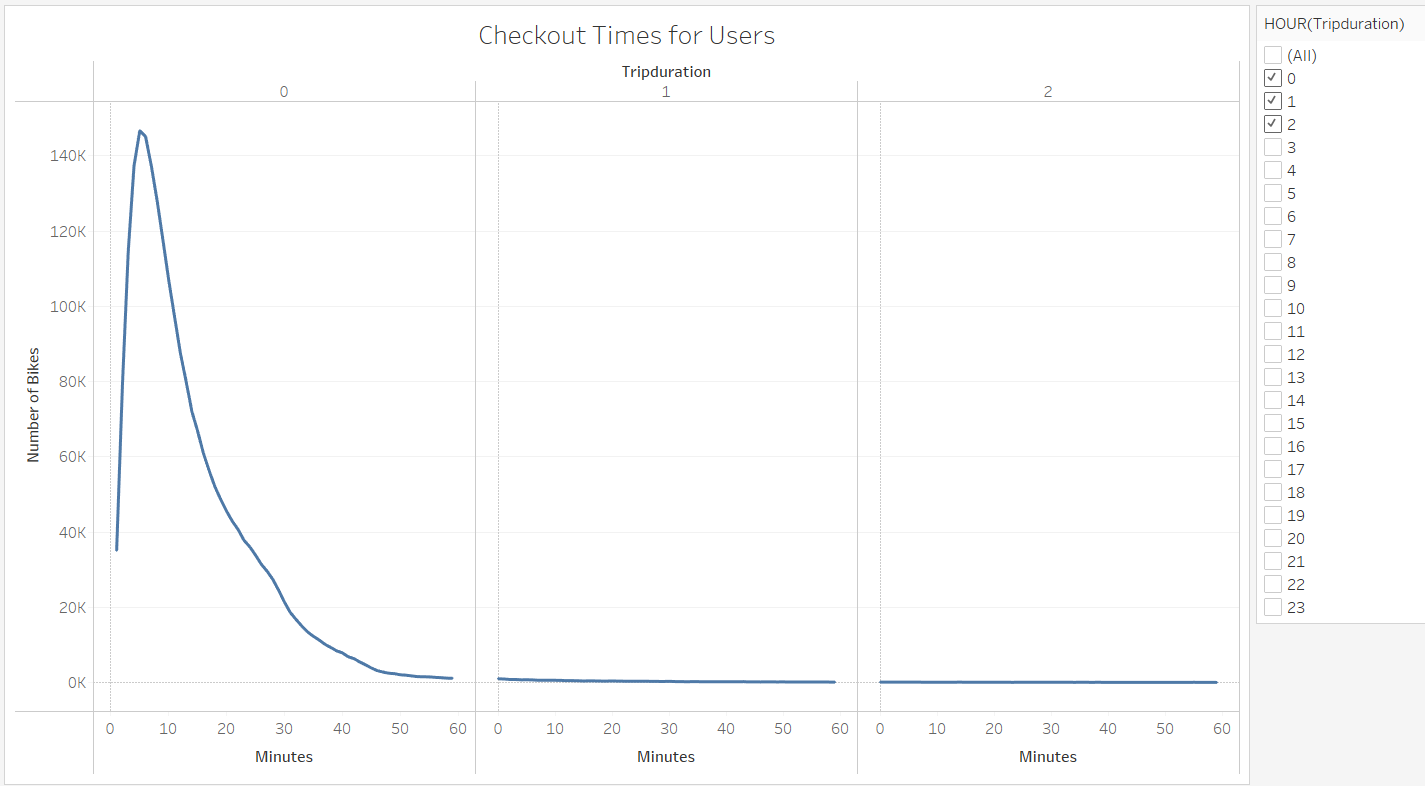 Checkout Times for Users
Tripduration
0 1 2
140K
120K
100K
80K
60K
40K
20K
0K
Number of Bikes
0 10 20 30 40 50 60 0 10 20 30 40 50 60 0 10 20 30 40 50 60
Minutes Minutes Minutes
HOUR(Tripduration)
(All)
0
1
2
3
4
5
6
7
8
9
10
11
12
13
14
15
16
17
18
19
20
21
22
23